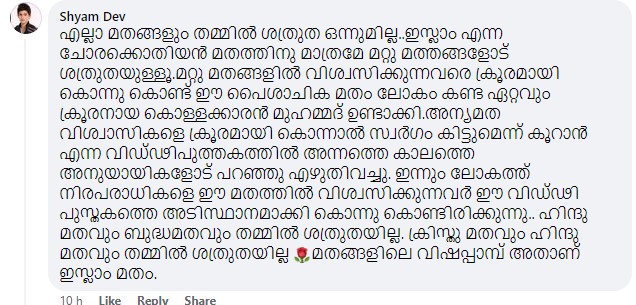 Shyam Dev
എല്ലാ മതങ്ങളും തമ്മിൽ ശത്രുത ഒന്നുമില്ല..ഇസ്ലാം എന്ന
ചോരക്കൊതിയൻ മതത്തിനു മാത്രമേ മറ്റു മത്തങ്ങളോട്
ശത്രുതയുള്ളൂ.മറ്റു മതങ്ങളിൽ വിശ്വസിക്കുന്നവരെ ക്രൂരമായി
കൊന്നു കൊണ്ട് ഈ പൈശാചിക മതം ലോകം കണ്ട ഏറ്റവും
ക്രൂരനായ കൊള്ളക്കാരൻ മുഹമ്മദ് ഉണ്ടാക്കി.അന്യമത
വിശ്വാസികളെ ക്രൂരമായി കൊന്നാൽ സ്വർഗം കിട്ടുമെന്ന് കൂറാൻ
എന്ന വിഡ്ഢിപുത്തകത്തിൽ അന്നത്തെ കാലത്തെ
അനുയായികളോട് പറഞ്ഞു എഴുതിവച്ചു. ഇന്നും ലോകത്ത്
നിരപരാധികളെ ഈ മതത്തിൽ വിശ്വസിക്കുന്നവർ ഈ വിഡ്ഢി
പുസ്തകത്തെ അടിസ്ഥാനമാക്കി കൊന്നു കൊണ്ടിരിക്കുന്നു.. ഹിന്ദു
മതവും ബുദ്ധമതവും തമ്മിൽ ശത്രുതയില്ല. ക്രിസ്തു മതവും ഹിന്ദു
മതവും തമ്മിൽ ശത്രുതയില്ല 🌹മതങ്ങളിലെ വിഷപ്പാമ്പ് അതാണ്
ഇസ്ലാം മതം.
10 h Like Reply Share